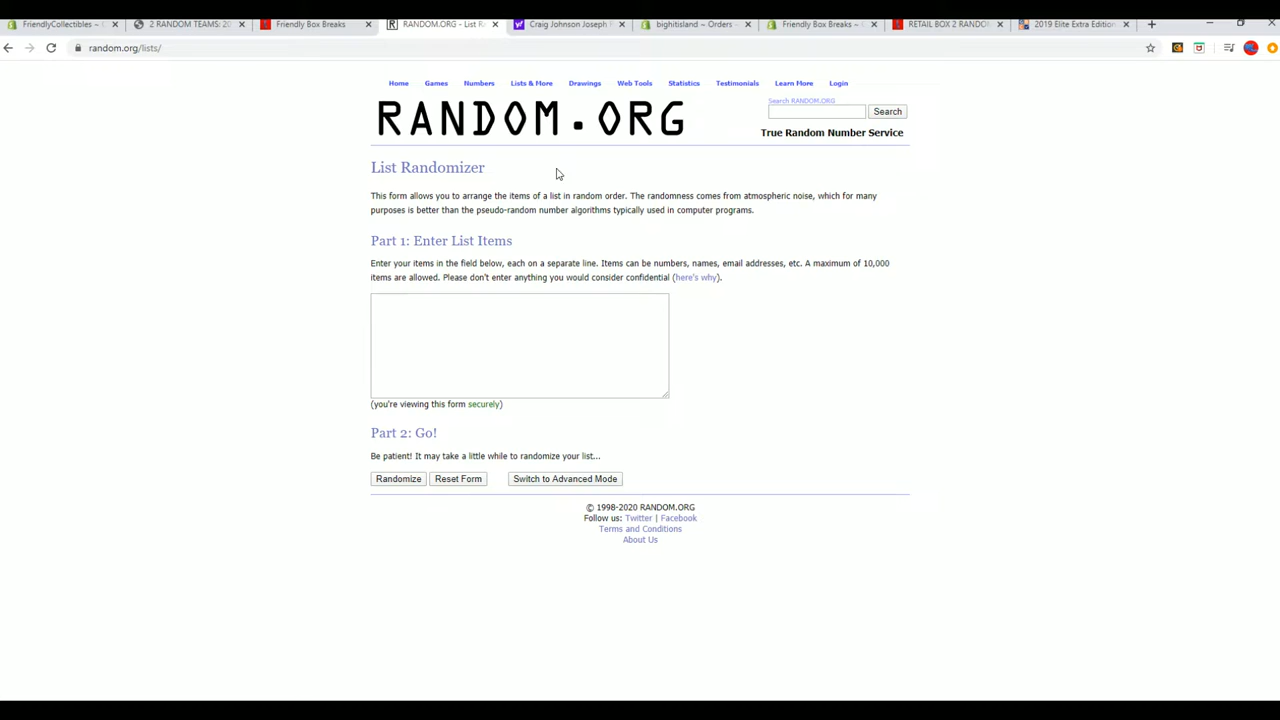 FriendlyCollectibles ~ 2 RANDOM TEAMS: 20 Friendly Box Breaks RANDOM.ORG - List R Craig Johnson Joseph bighitisland ~ Orders ~ Friendly Box Breaks ~ RETAIL BOX 2 RANDO 2019 Elite Extra Edition
random.org/lists/
Home Games Numbers Lists & More Drawings Web Tools Statistics Testimonials Learn More Login
Search RANDOM.ORG
RANDOM.ORG
Search
True Random Number Service
List Randomizer
This form allows you to arrange the items of a list in random order. The randomness comes from atmospheric noise, which for many
purposes is better than the pseudo-random number algorithms typically used in computer programs.
Part 1: Enter List Items
Enter your items in the field below, each on a separate line. Items can be numbers, names, email addresses, etc. A maximum of 10,000
items are allowed. Please don't enter anything you would consider confidential (here's why).
(you're viewing this form securely)
Part 2: Go!
Be patient! It may take a little while to randomize your list...
Randomize Reset Form Switch to Advanced Mode
© 1998-2020 RANDOM.ORG
Follow us: Twitter | Facebook
Terms and Conditions
About Us